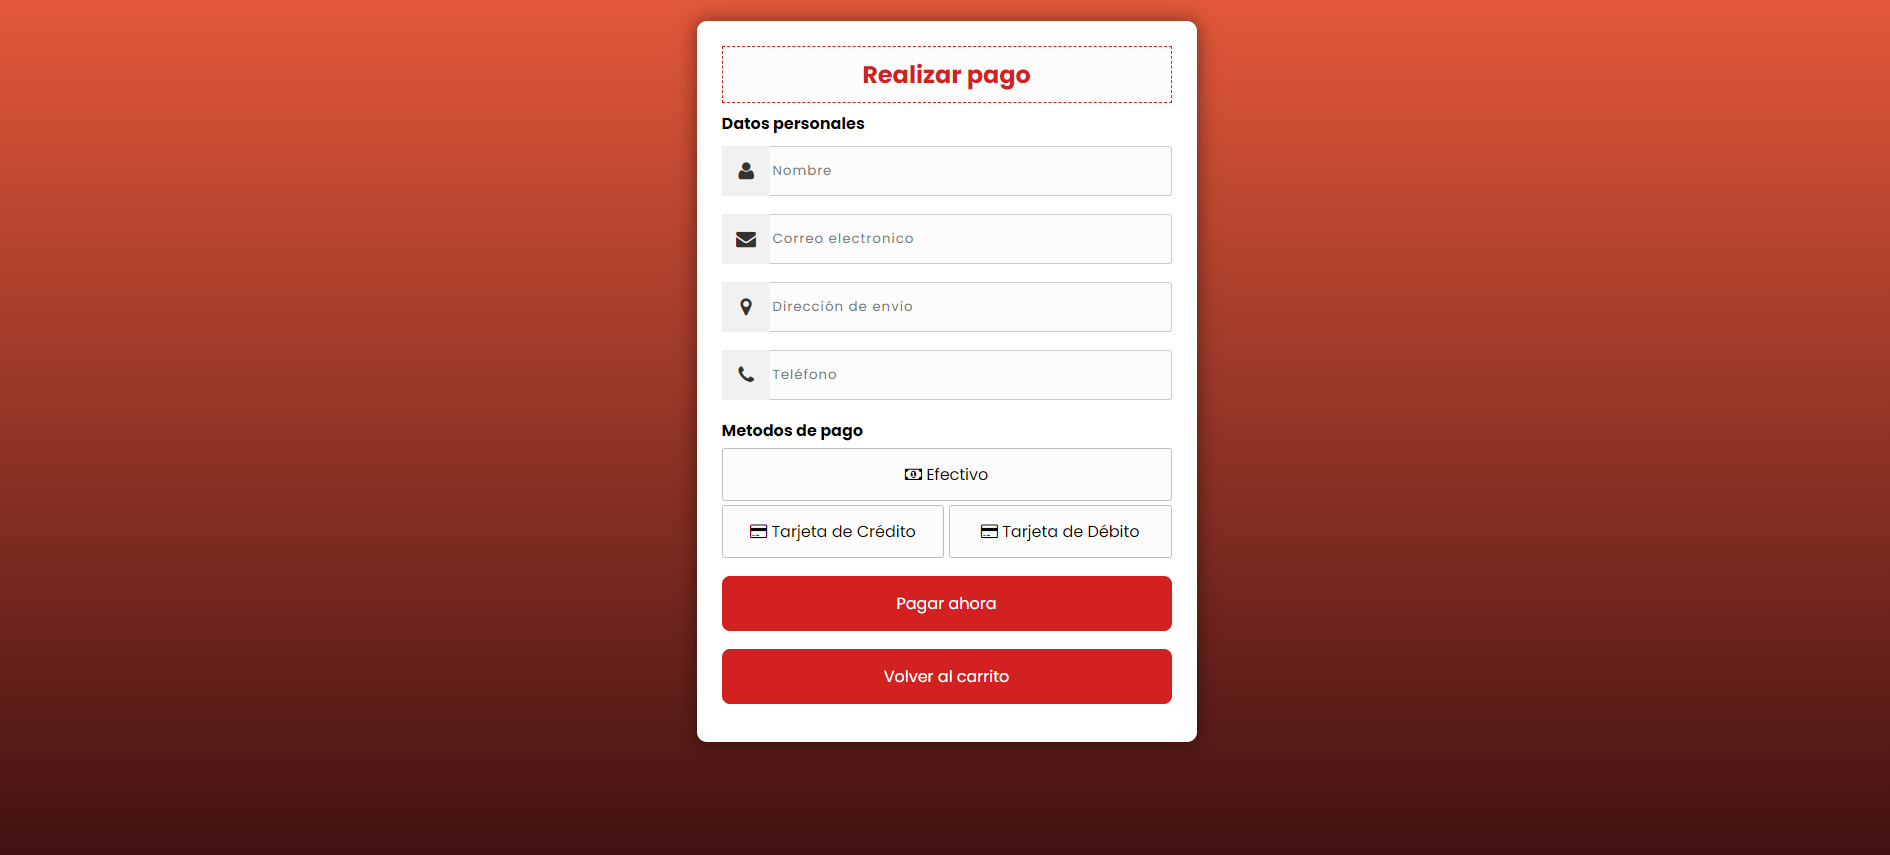 Realizar pago
Datos personales
Nombre
Correo electronico
Dirección de envio
Teléfono
Metodos de pago
Efectivo
Tarjeta de Crédito
Tarjeta de Débito
Pagar ahora
Volver al carrito